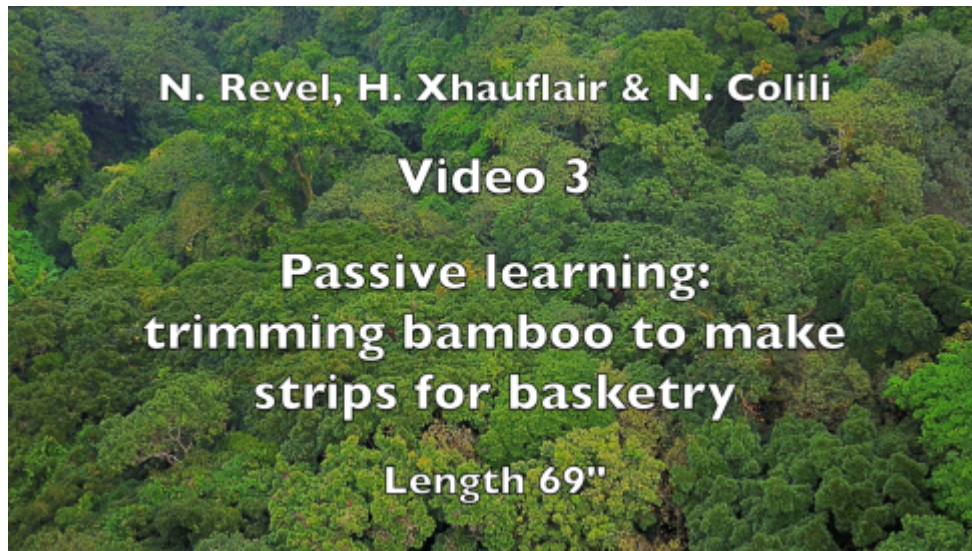 N. Revel, H. Xhauflair & N. Colili
Video 3
Passive learning:
trimming bamboo to make
strips for basketry
Length 69"